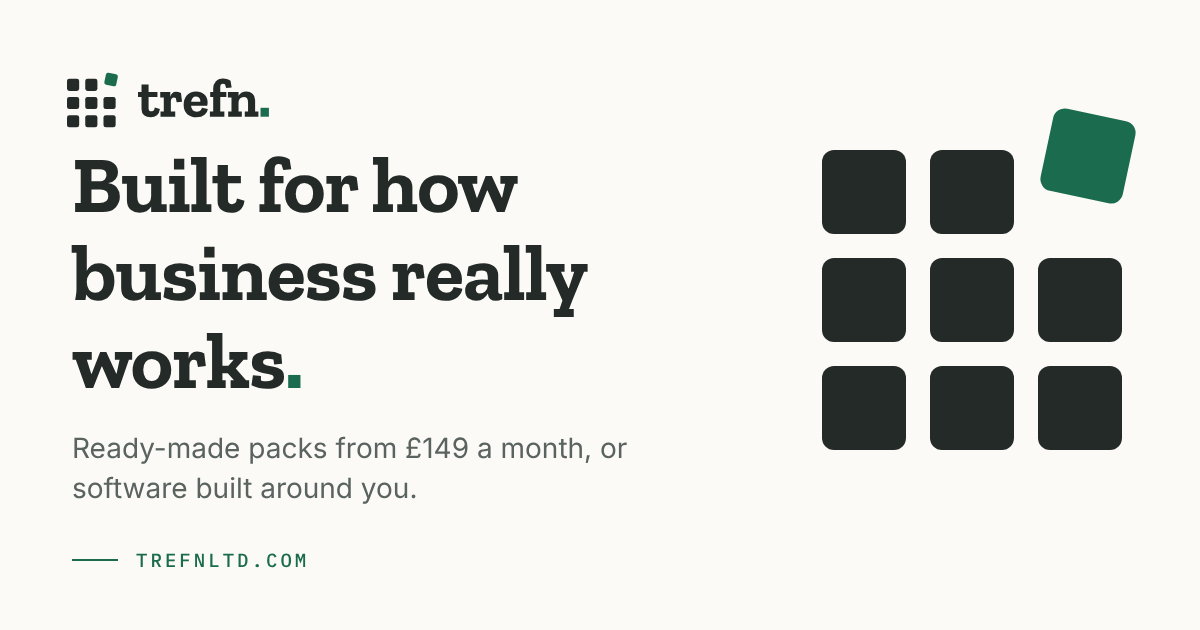 trefn.
Built for how
business really
works.
Ready-made packs from £149 a month, or
software built around you.
TREFNLTD.COM